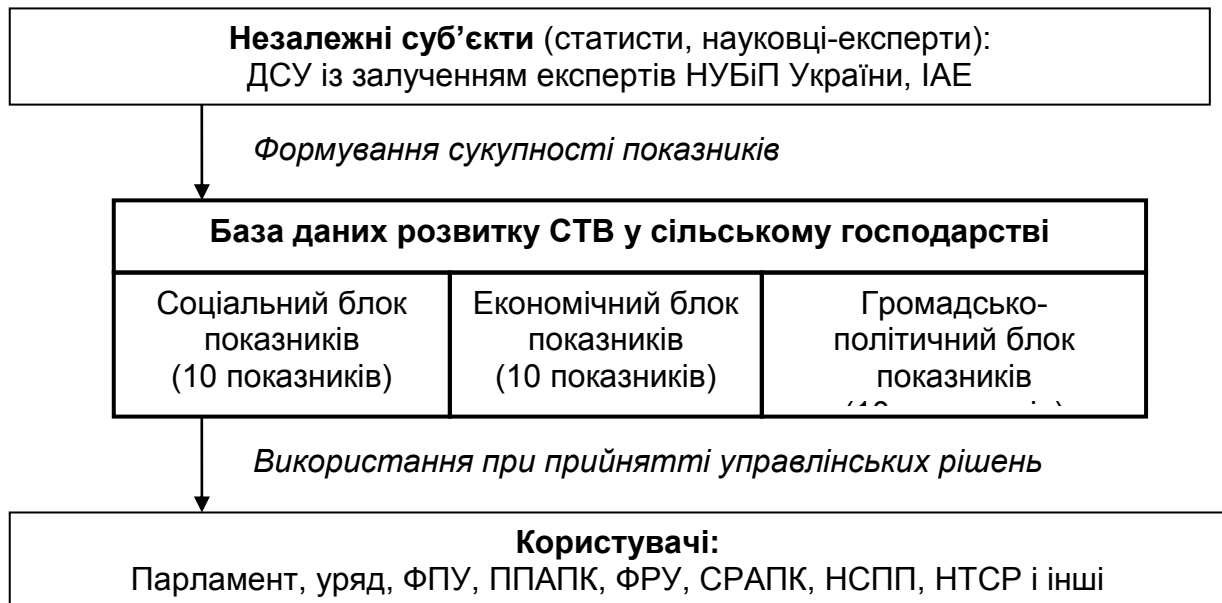 Незалежні суб’єкти (статисти, науковці-експерти):
ДСУ із залученням експертів НУБіП України, ІАЕ
Формування сукупності показників
База даних розвитку СТВ у сільському господарстві
Соціальний блок
показників
(10 показників)
Економічний блок
показників
(10 показників)
Громадсько-
політичний блок
показників
Використання при прийнятті управлінських рішень
Користувачі:
Парламент, уряд, ФПУ, ППАПК, ФРУ, СРАПК, НСПП, НТСР і інші